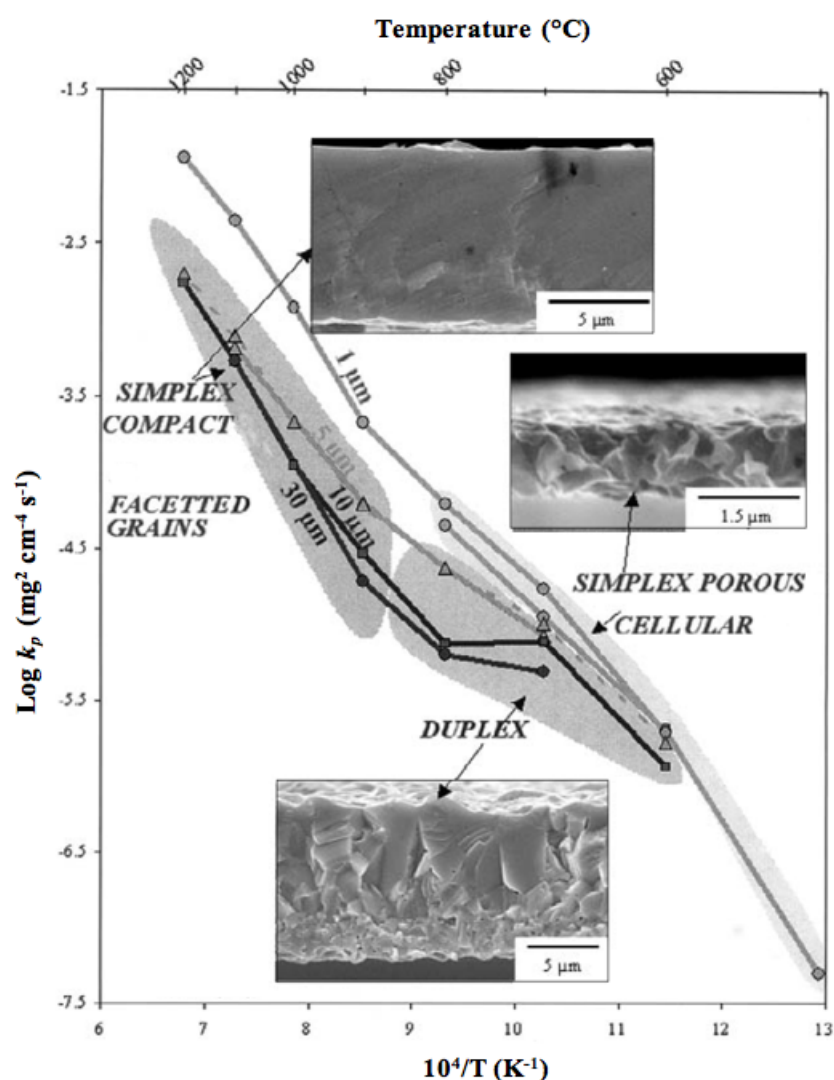 Temperature (°C)
1200
1000
800
600
-1.5
-2.5
-3.5
-4.5
-5.5
-6.5
-7.5
Log kp (mg² cm⁻⁴ s⁻¹)
5 µm
1 µm
SIMPLEX
COMPACT
5 µm
10 µm
30 µm
FACETTED
GRAINS
1.5 µm
SIMPLEX POROUS
CELLULAR
DUPLEX
5 µm
6
7
8
9
10
11
12
13
10⁴/T (K⁻¹)